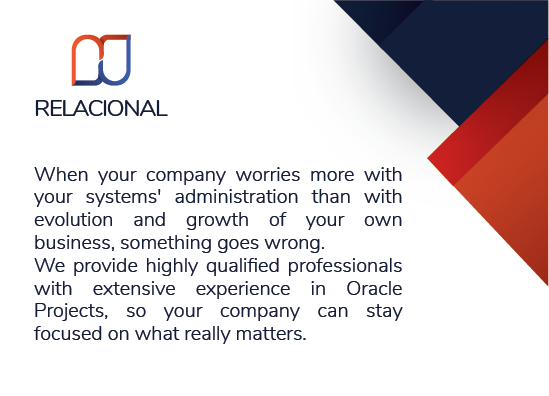 RELACIONAL
When your company worries more with
your systems' administration than with
evolution and growth of your own
business, something goes wrong.
We provide highly qualified professionals
with extensive experience in Oracle
Projects, so your company can stay
focused on what really matters.